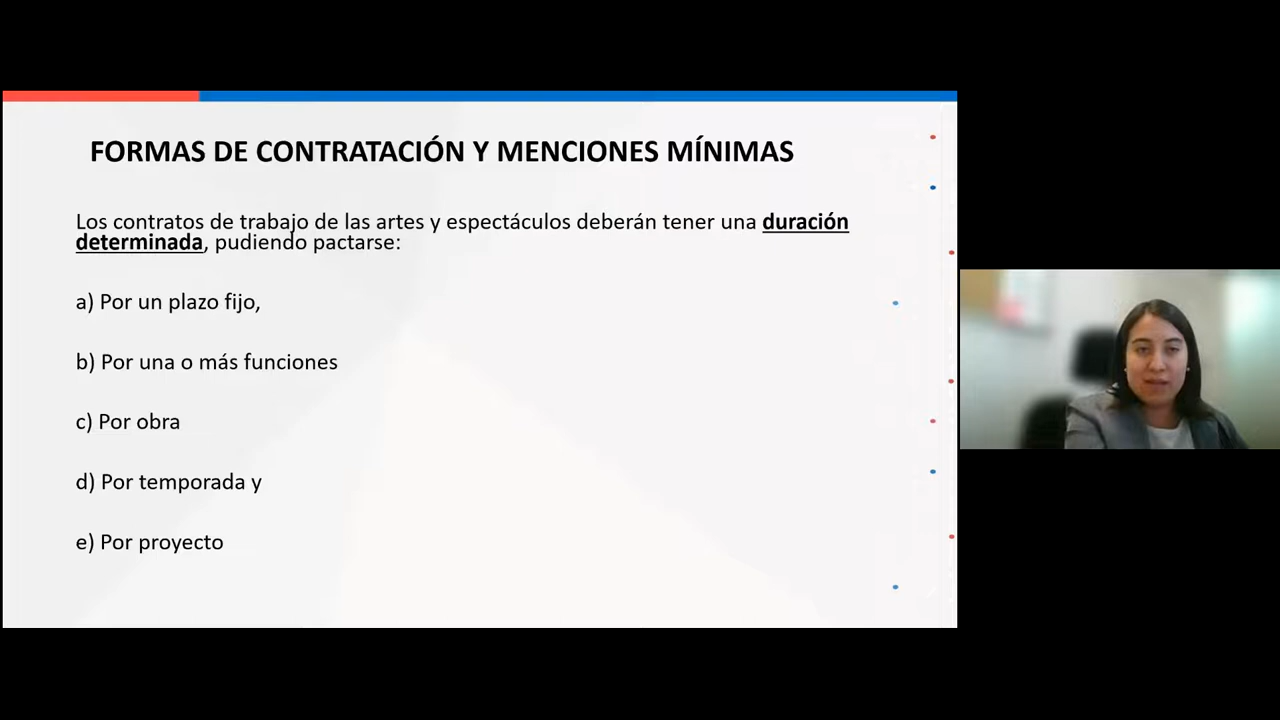 FORMAS DE CONTRATACIÓN Y MENCIONES MÍNIMAS
Los contratos de trabajo de las artes y espectáculos deberán tener una duración
determinada, pudiendo pactarse:
a) Por un plazo fijo,
b) Por una o más funciones
c) Por obra
d) Por temporada y
e) Por proyecto